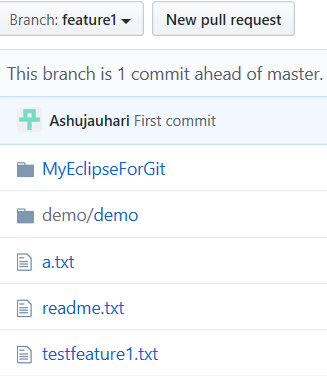 Branch: feature1 New pull request
This branch is 1 commit ahead of master.
Ashujauhari First commit
MyEclipseForGit
demo/demo
a.txt
readme.txt
testfeature1.txt